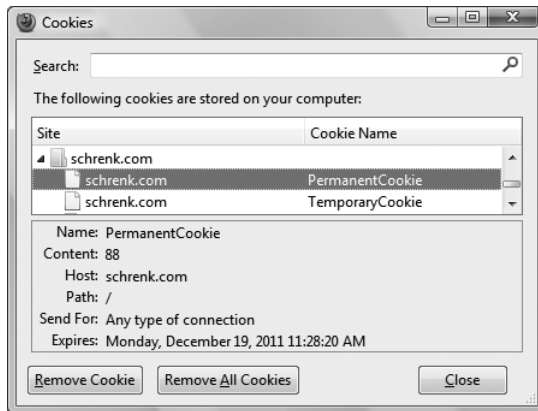 Cookies
Search:
The following cookies are stored on your computer:
Site Cookie Name
schrenk.com
schrenk.com PermanentCookie
schrenk.com TemporaryCookie
Name: PermanentCookie
Content: 88
Host: schrenk.com
Path: /
Send For: Any type of connection
Expires: Monday, December 19, 2011 11:28:20 AM
Remove Cookie Remove All Cookies Close